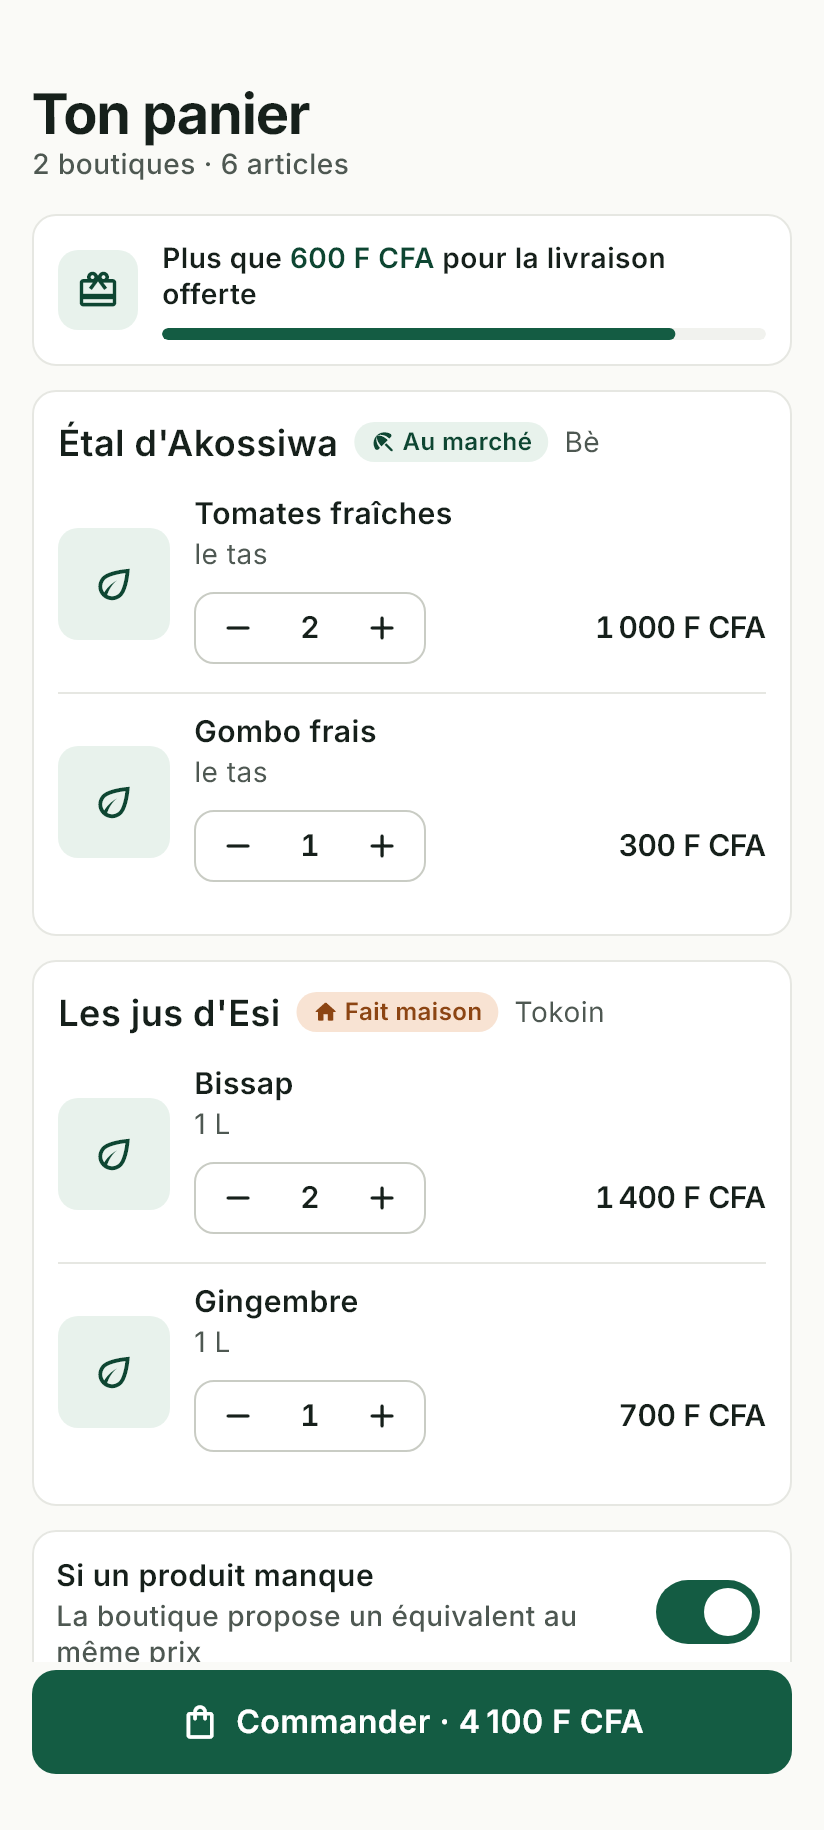 Ton panier
2 boutiques · 6 articles
Plus que 600 F CFA pour la livraison
offerte
Étal d'Akossiwa Au marché Bè
Tomates fraîches
le tas
− 2 + 1 000 F CFA
Gombo frais
le tas
− 1 + 300 F CFA
Les jus d'Esi Fait maison Tokoin
Bissap
1 L
− 2 + 1 400 F CFA
Gingembre
1 L
− 1 + 700 F CFA
Si un produit manque
La boutique propose un équivalent au
même prix
Commander · 4 100 F CFA